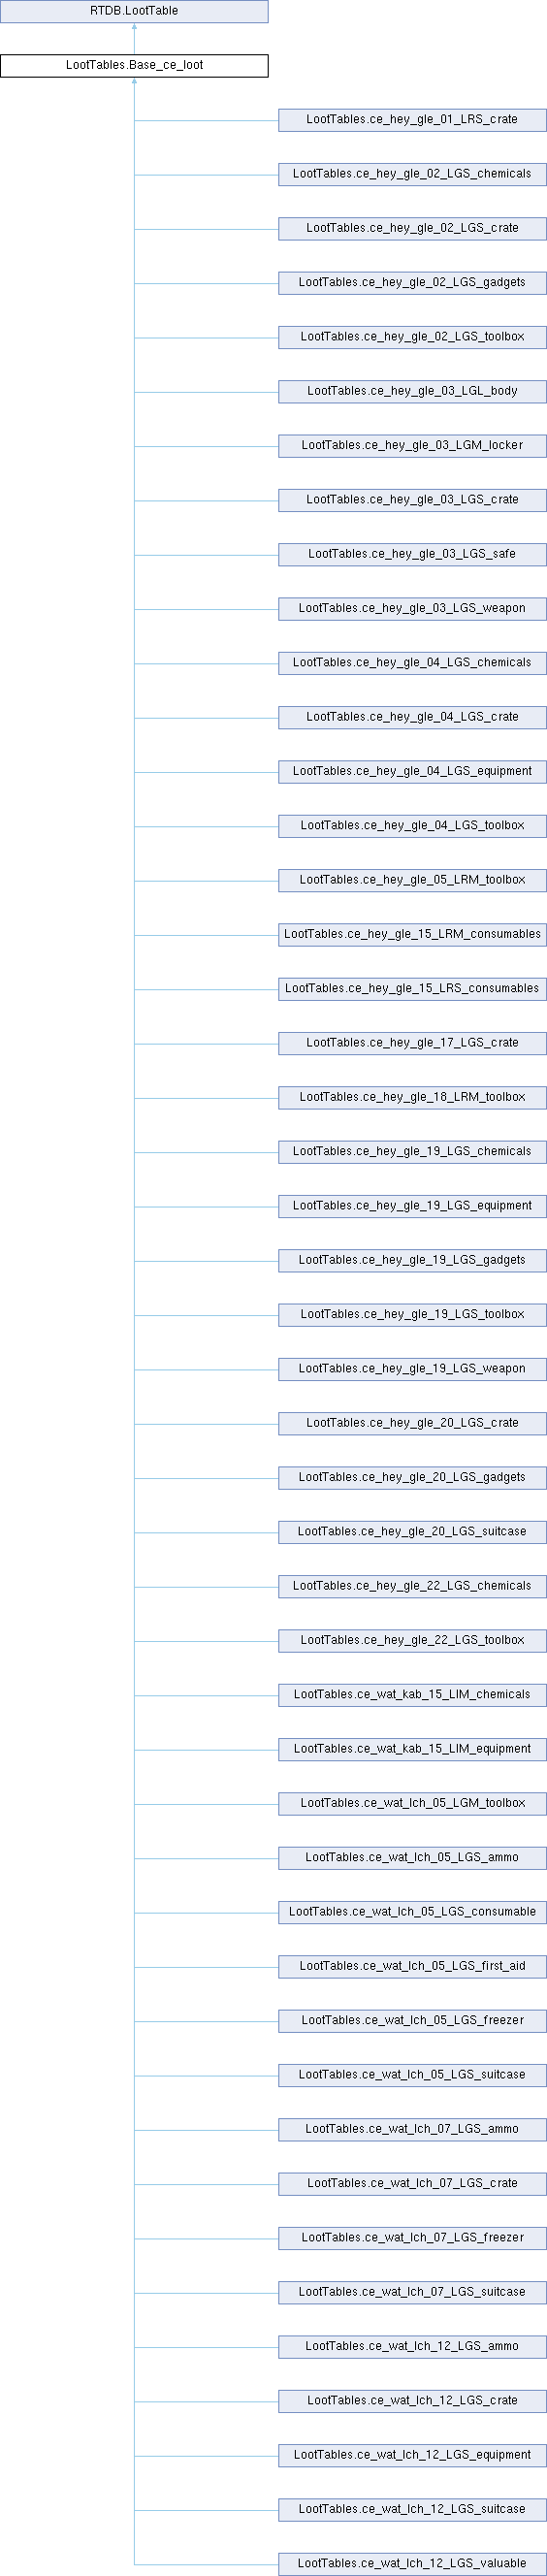 RTDB.LootTable
LootTables.Base_ce_loot
LootTables.ce_hey_gle_01_LRS_crate
LootTables.ce_hey_gle_02_LGS_chemicals
LootTables.ce_hey_gle_02_LGS_crate
LootTables.ce_hey_gle_02_LGS_gadgets
LootTables.ce_hey_gle_02_LGS_toolbox
LootTables.ce_hey_gle_03_LGL_body
LootTables.ce_hey_gle_03_LGM_locker
LootTables.ce_hey_gle_03_LGS_crate
LootTables.ce_hey_gle_03_LGS_safe
LootTables.ce_hey_gle_03_LGS_weapon
LootTables.ce_hey_gle_04_LGS_chemicals
LootTables.ce_hey_gle_04_LGS_crate
LootTables.ce_hey_gle_04_LGS_equipment
LootTables.ce_hey_gle_04_LGS_toolbox
LootTables.ce_hey_gle_05_LRM_toolbox
LootTables.ce_hey_gle_15_LRM_consumables
LootTables.ce_hey_gle_15_LRS_consumables
LootTables.ce_hey_gle_17_LGS_crate
LootTables.ce_hey_gle_18_LRM_toolbox
LootTables.ce_hey_gle_19_LGS_chemicals
LootTables.ce_hey_gle_19_LGS_equipment
LootTables.ce_hey_gle_19_LGS_gadgets
LootTables.ce_hey_gle_19_LGS_toolbox
LootTables.ce_hey_gle_19_LGS_weapon
LootTables.ce_hey_gle_20_LGS_crate
LootTables.ce_hey_gle_20_LGS_gadgets
LootTables.ce_hey_gle_20_LGS_suitcase
LootTables.ce_hey_gle_22_LGS_chemicals
LootTables.ce_hey_gle_22_LGS_toolbox
LootTables.ce_wat_kab_15_LIM_chemicals
LootTables.ce_wat_kab_15_LIM_equipment
LootTables.ce_wat_lch_05_LGM_toolbox
LootTables.ce_wat_lch_05_LGS_ammo
LootTables.ce_wat_lch_05_LGS_consumable
LootTables.ce_wat_lch_05_LGS_first_aid
LootTables.ce_wat_lch_05_LGS_freezer
LootTables.ce_wat_lch_05_LGS_suitcase
LootTables.ce_wat_lch_07_LGS_ammo
LootTables.ce_wat_lch_07_LGS_crate
LootTables.ce_wat_lch_07_LGS_freezer
LootTables.ce_wat_lch_07_LGS_suitcase
LootTables.ce_wat_lch_12_LGS_ammo
LootTables.ce_wat_lch_12_LGS_crate
LootTables.ce_wat_lch_12_LGS_equipment
LootTables.ce_wat_lch_12_LGS_suitcase
LootTables.ce_wat_lch_12_LGS_valuable